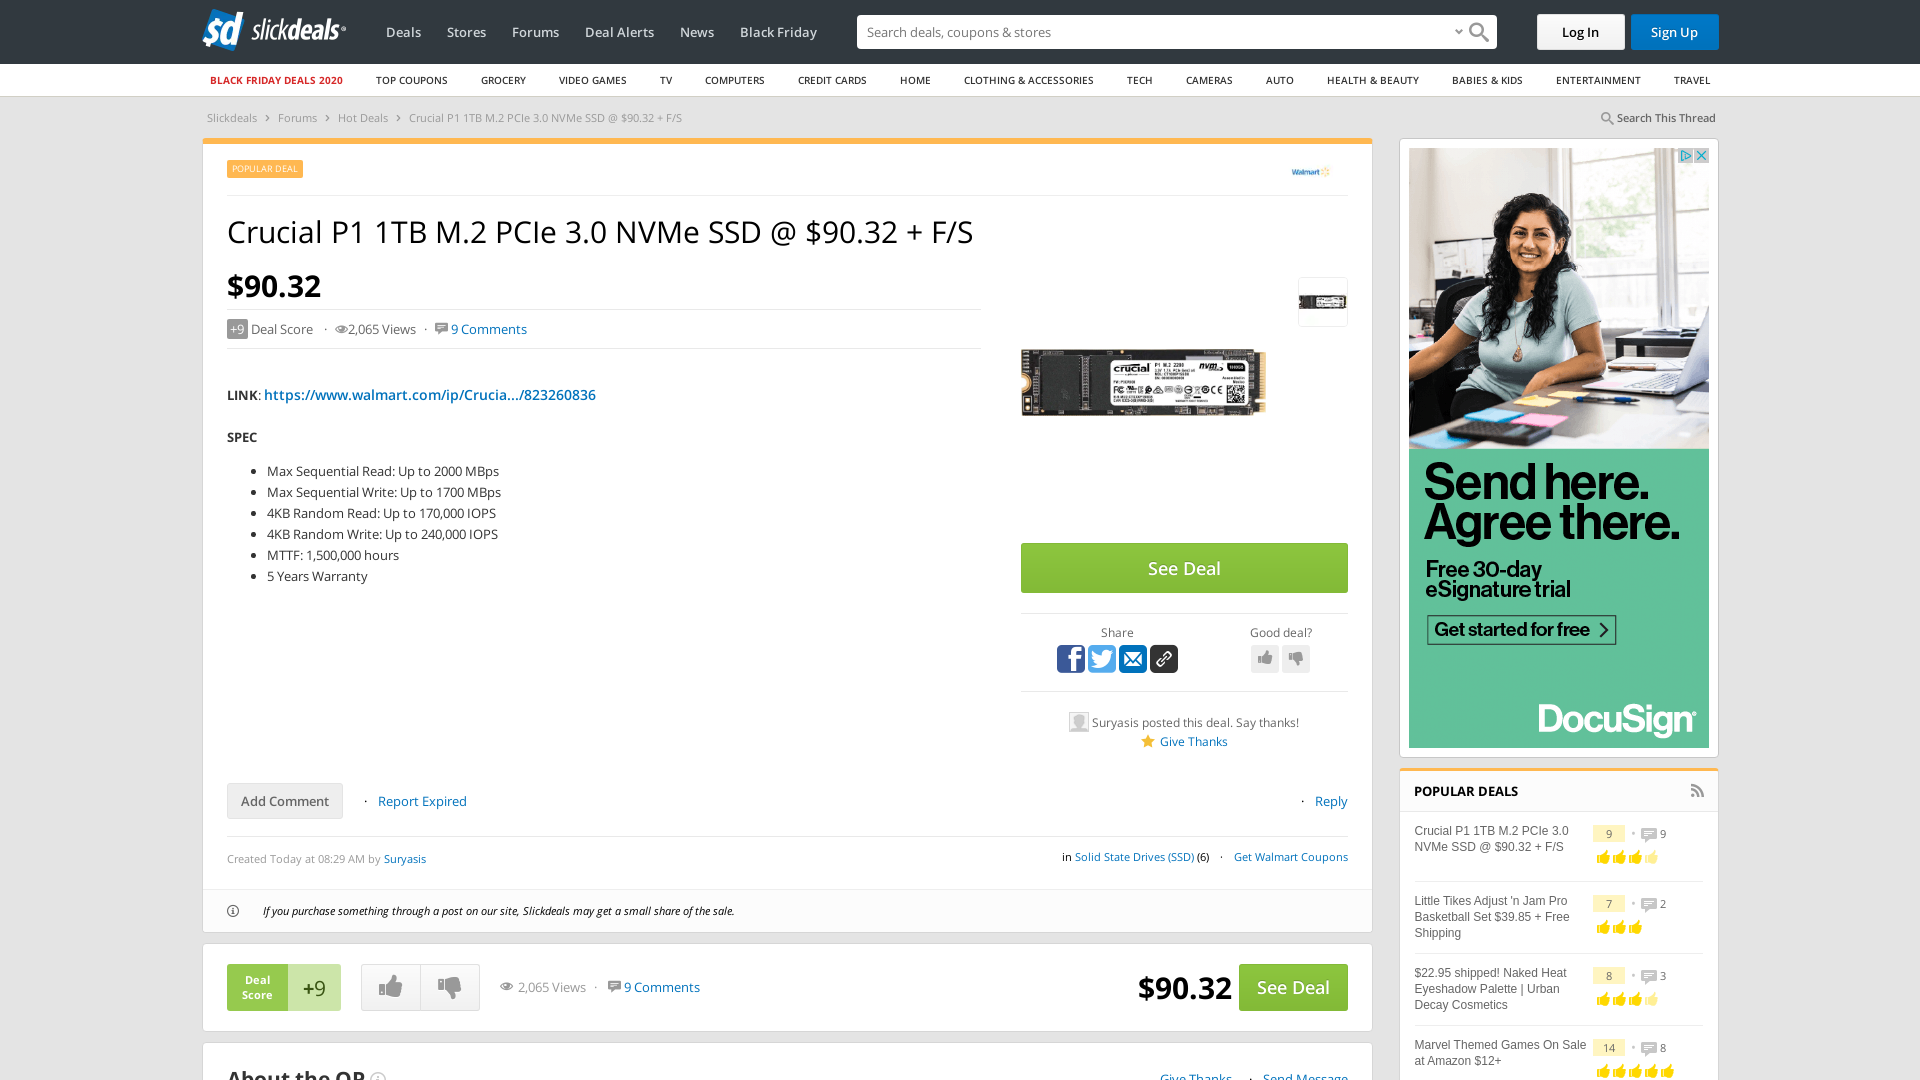 slickdeals
Deals
Stores
Forums
Deal Alerts
News
Black Friday
Search deals, coupons & stores
Log In
Sign Up
BLACK FRIDAY DEALS 2020
TOP COUPONS
GROCERY
VIDEO GAMES
TV
COMPUTERS
CREDIT CARDS
HOME
CLOTHING & ACCESSORIES
TECH
CAMERAS
AUTO
HEALTH & BEAUTY
BABIES & KIDS
ENTERTAINMENT
TRAVEL
Slickdeals > Forums > Hot Deals > Crucial P1 1TB M.2 PCIe 3.0 NVMe SSD @ $90.32 + F/S
Search This Thread
POPULAR DEAL
Walmart
Crucial P1 1TB M.2 PCIe 3.0 NVMe SSD @ $90.32 + F/S
$90.32
+9 Deal Score · 2,065 Views · 9 Comments
LINK: https://www.walmart.com/ip/Crucia.../823260836
SPEC
Max Sequential Read: Up to 2000 MBps
Max Sequential Write: Up to 1700 MBps
4KB Random Read: Up to 170,000 IOPS
4KB Random Write: Up to 240,000 IOPS
MTTF: 1,500,000 hours
5 Years Warranty
crucial
P1 M.2 2280
nvm
See Deal
Share
Good deal?
Suryasis posted this deal. Say thanks!
Give Thanks
Add Comment
· Report Expired
· Reply
Created Today at 08:29 AM by Suryasis
in Solid State Drives (SSD) (6) · Get Walmart Coupons
If you purchase something through a post on our site, Slickdeals may get a small share of the sale.
Deal
Score
+9
2,065 Views · 9 Comments
$90.32
See Deal
About the OP
Give Thanks · Send Message
Send here.
Agree there.
Free 30-day
eSignature trial
Get started for free
DocuSign
POPULAR DEALS
Crucial P1 1TB M.2 PCIe 3.0
NVMe SSD @ $90.32 + F/S
9 • 9
Little Tikes Adjust 'n Jam Pro
Basketball Set $39.85 + Free
Shipping
7 • 2
$22.95 shipped! Naked Heat
Eyeshadow Palette | Urban
Decay Cosmetics
8 • 3
Marvel Themed Games On Sale
at Amazon $12+
14 • 8